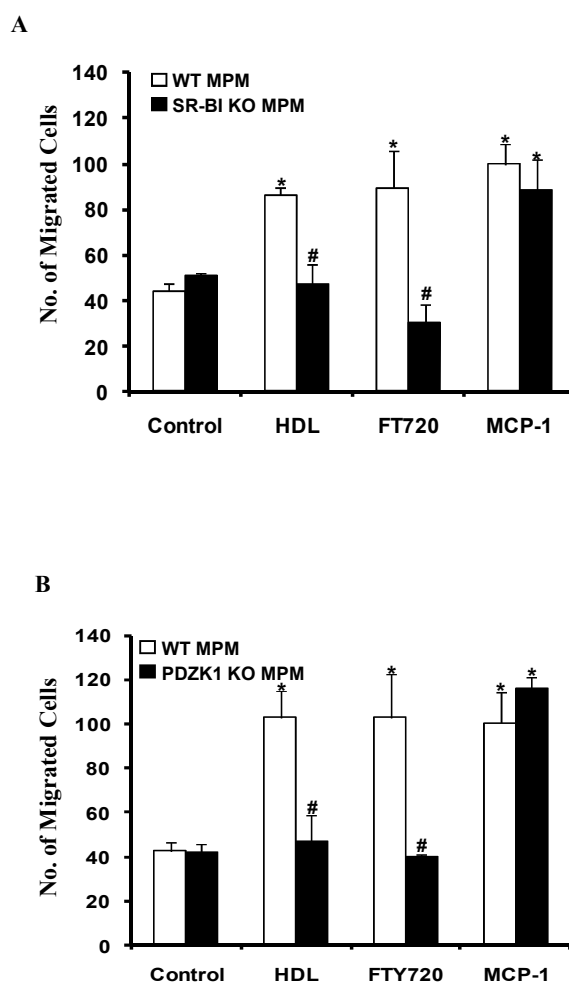 A
140
120
100
80
60
40
20
0
No. of Migrated Cells
WT MPM
SR-BI KO MPM
* # * # * *
Control HDL FT720 MCP-1
B
140
120
100
80
60
40
20
0
No. of Migrated Cells
WT MPM
PDZK1 KO MPM
* # * # * *
Control HDL FTY720 MCP-1